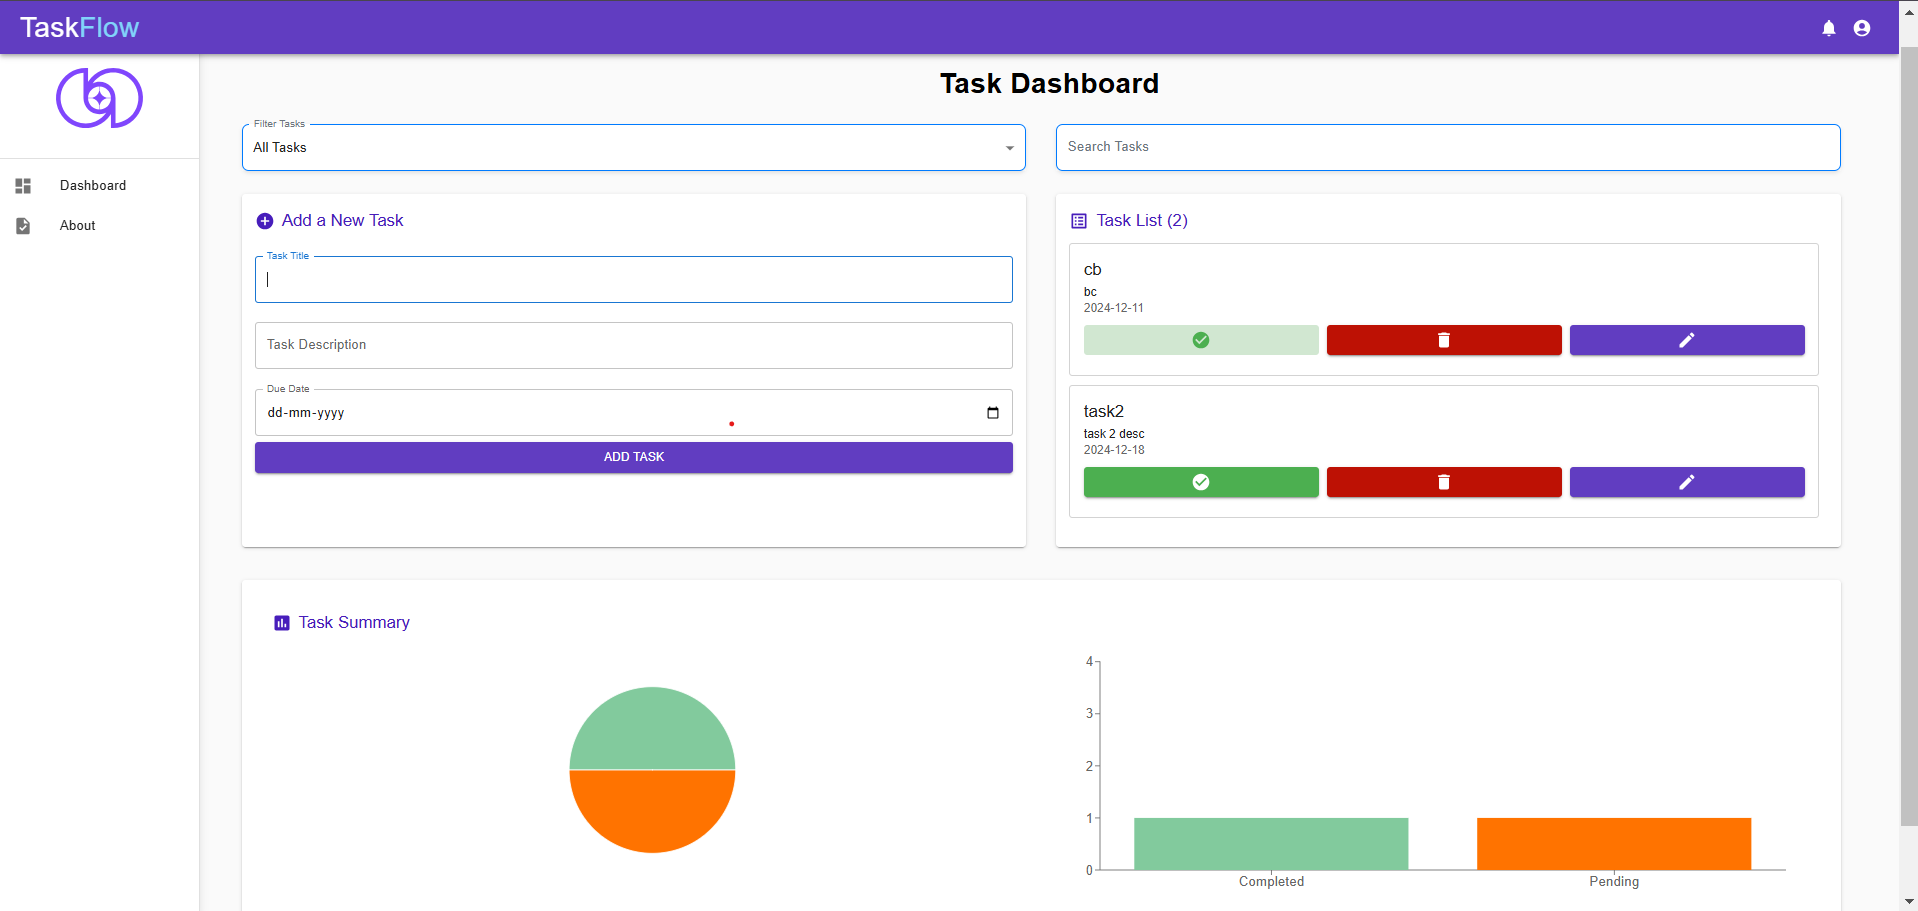 TaskFlow
Dashboard
About
Task Dashboard
Filter Tasks
All Tasks
Search Tasks
Add a New Task
Task Title
Task Description
Due Date
dd-mm-yyyy
ADD TASK
Task List (2)
cb
bc
2024-12-11
task2
task 2 desc
2024-12-18
Task Summary
4
3
2
1
0
Completed
Pending